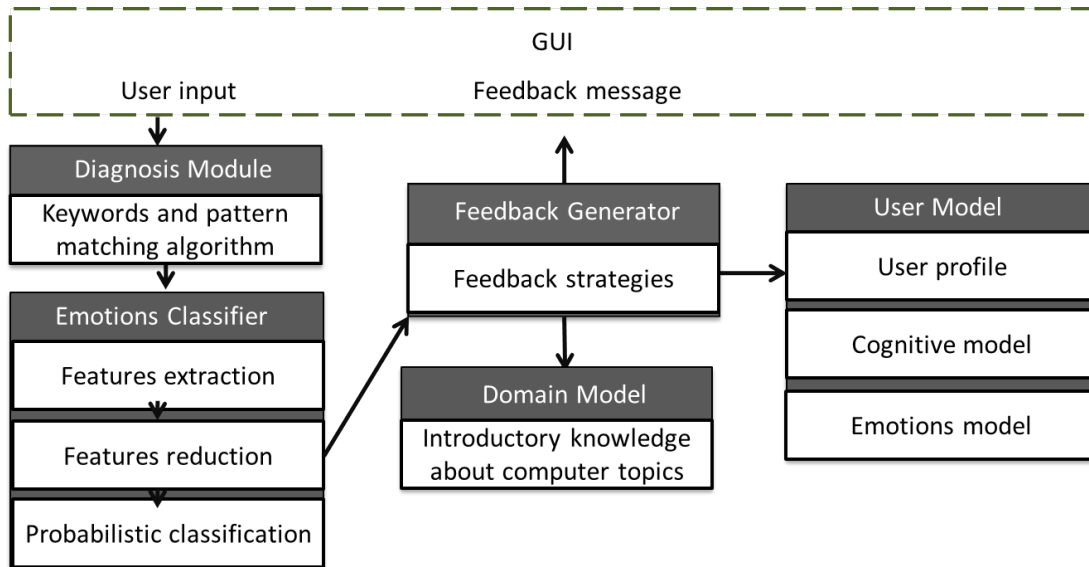 GUI
User input
Feedback message
Diagnosis Module
Keywords and pattern
matching algorithm
Emotions Classifier
Features extraction
Features reduction
Probabilistic classification
Feedback Generator
Feedback strategies
Domain Model
Introductory knowledge
about computer topics
User Model
User profile
Cognitive model
Emotions model